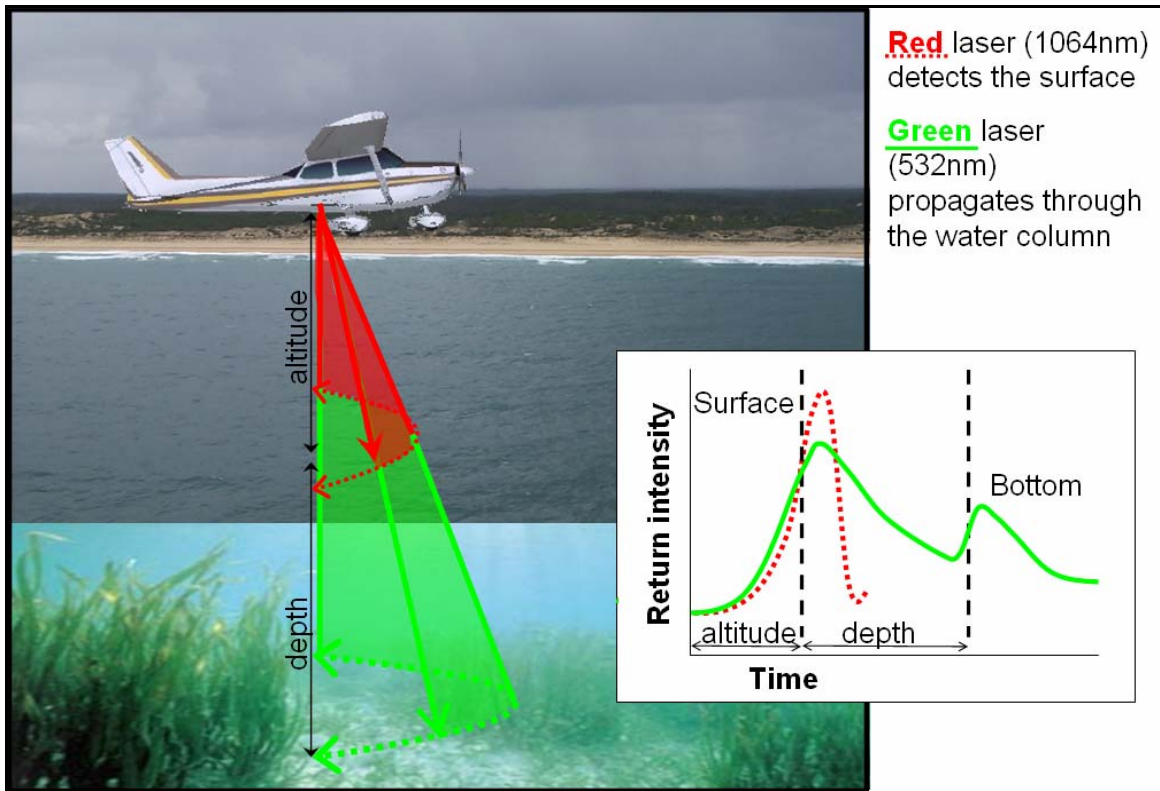 Red laser (1064nm)
detects the surface
Green laser
(532nm)
propagates through
the water column
altitude
depth
Surface
Bottom
Return intensity
altitude
depth
Time